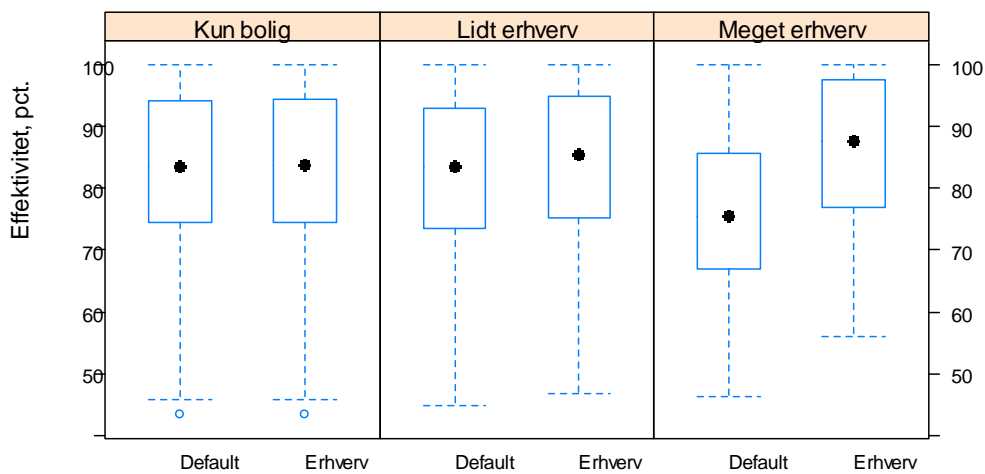 Kun bolig Lidt erhverv Meget erhverv
Effektivitet, pct.
100 100
90 90
80 80
70 70
60 60
50 50
Default Erhverv Default Erhverv Default Erhverv